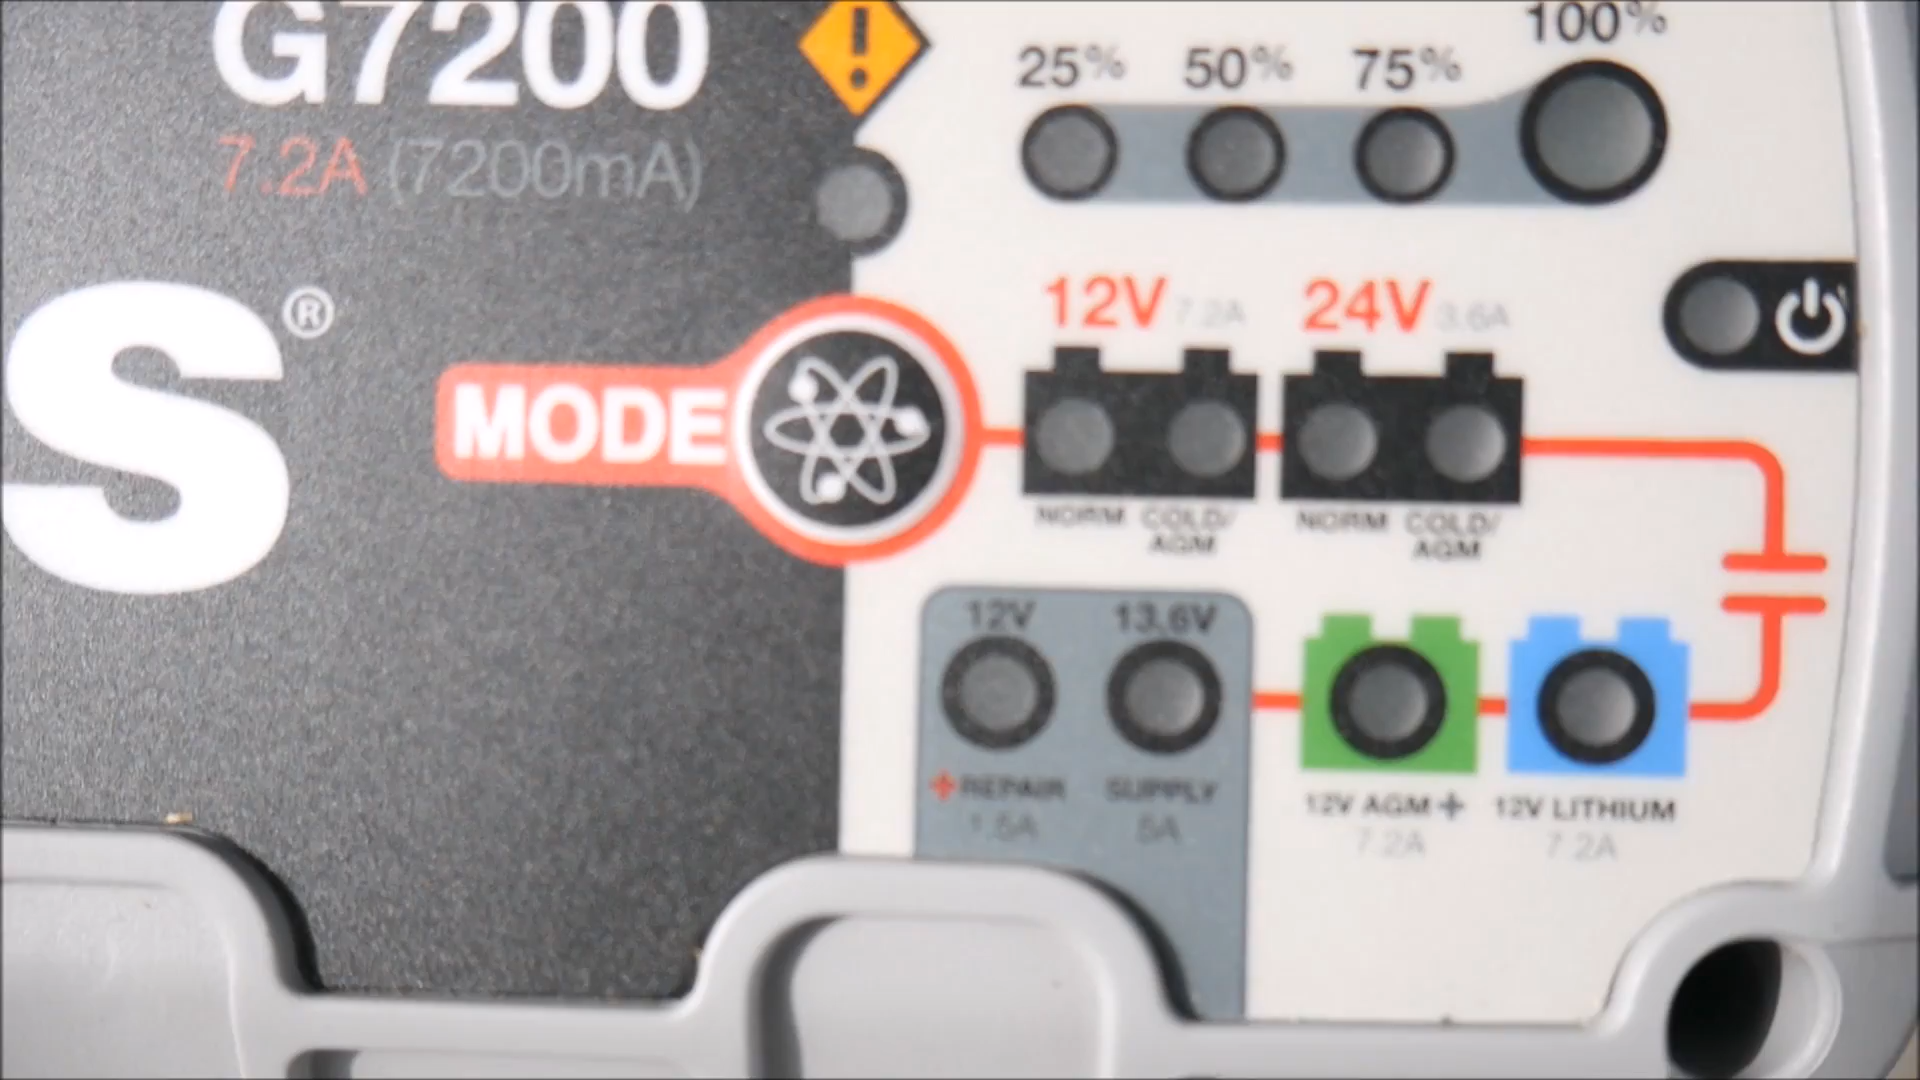 G7200
7.2A (7200mA)
S®
MODE
25% 50% 75% 100%
12V 7.2A 24V 3.6A
NORM COLD/AGM NORM COLD/AGM
12V 13.6V
+REPAIR SUPPLY
1.5A 5A
12V AGM+ 12V LITHIUM
7.2A 7.2A